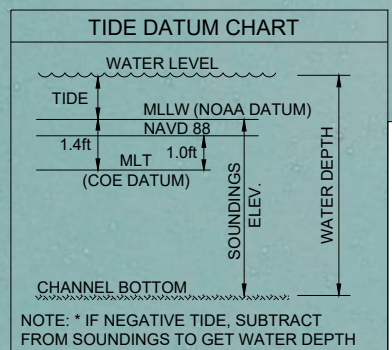 TIDE DATUM CHART
WATER LEVEL
TIDE
MLLW (NOAA DATUM)
NAVD 88
1.4ft
1.0ft
MLT
(COE DATUM)
SOUNDINGS
ELEV.
WATER DEPTH
CHANNEL BOTTOM
NOTE: * IF NEGATIVE TIDE, SUBTRACT
FROM SOUNDINGS TO GET WATER DEPTH